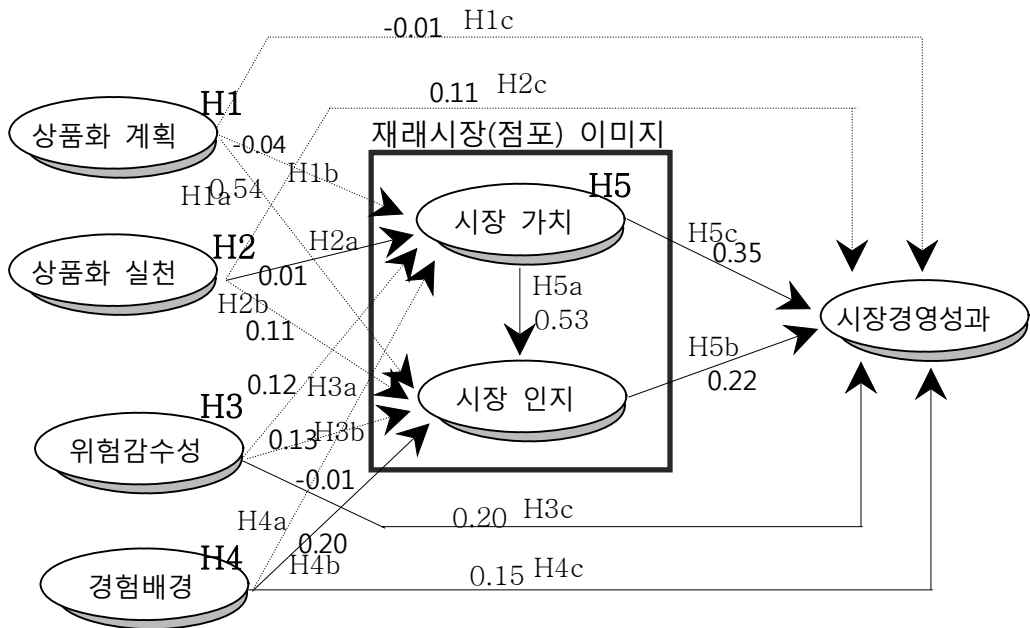 -0.01 H1c
0.11 H2c
H1
상품화 계획
재래시장(점포) 이미지
-0.04
H1b
H1a
0.54
H5
시장 가치
H2
상품화 실천
H2a
0.01
H2b
0.11
H5c
0.35
H5a
0.53
시장경영성과
H5b
0.22
시장 인지
0.12
H3a
H3
위험감수성
0.13
H3b
-0.01
H4a
0.20
H4b
0.20 H3c
H4
경험배경
0.15 H4c